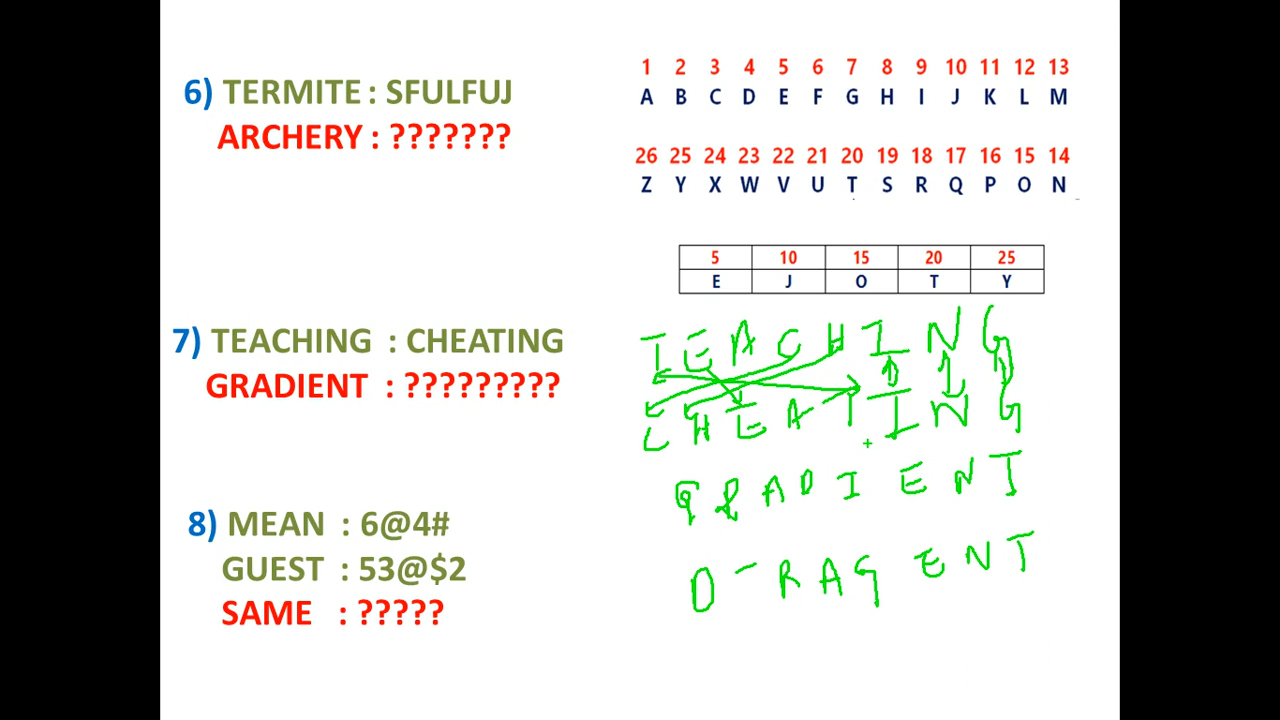 6) TERMITE : SFULFUJ
ARCHERY : ???????
1 2 3 4 5 6 7 8 9 10 11 12 13
A B C D E F G H I J K L M
26 25 24 23 22 21 20 19 18 17 16 15 14
Z Y X W V U T S R Q P O N
5 10 15 20 25
E J O T Y
7) TEACHING : CHEATING
GRADIENT : ?????????
TEACHING
CHEATING
GRADIENT
DIRAGENT
8) MEAN : 6@4#
GUEST : 53@$2
SAME : ?????